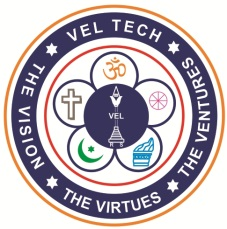 VEL TECH
THE VISION
THE VIRTUES
THE VENTURES
ॐ
VEL